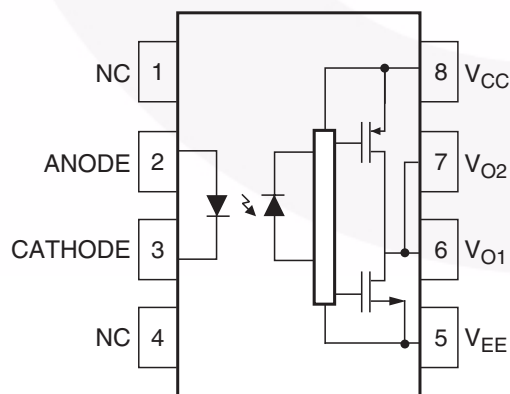 NC 1
8 VCC
ANODE 2
7 VO2
CATHODE 3
6 VO1
NC 4
5 VEE